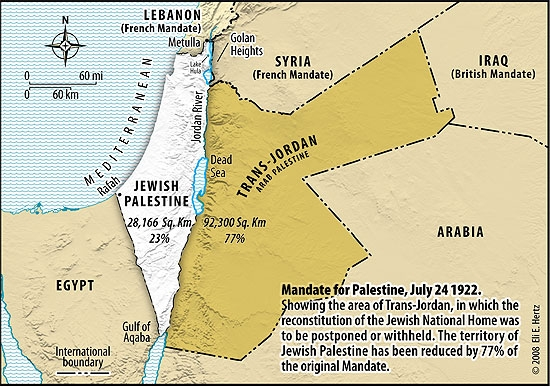 LEBANON
(French Mandate)
Metulla
Golan
Heights
Lake
Hula
N
0 60 mi
0 60 km
SYRIA
(French Mandate)
IRAQ
(British Mandate)
MEDITERRANEAN
Jordan River
Rafah
Dead
Sea
TRANS-JORDAN
ARAB PALESTINE
JEWISH
PALESTINE
28,166 Sq. Km
23%
92,300 Sq. Km
77%
ARABIA
EGYPT
Gulf of
Aqaba
International
boundary
Mandate for Palestine, July 24 1922.
Showing the area of Trans-Jordan, in which the
reconstitution of the Jewish National Home was
to be postponed or withheld. The territory of
Jewish Palestine has been reduced by 77% of
the original Mandate.
© 2008 Eli E. Hertz